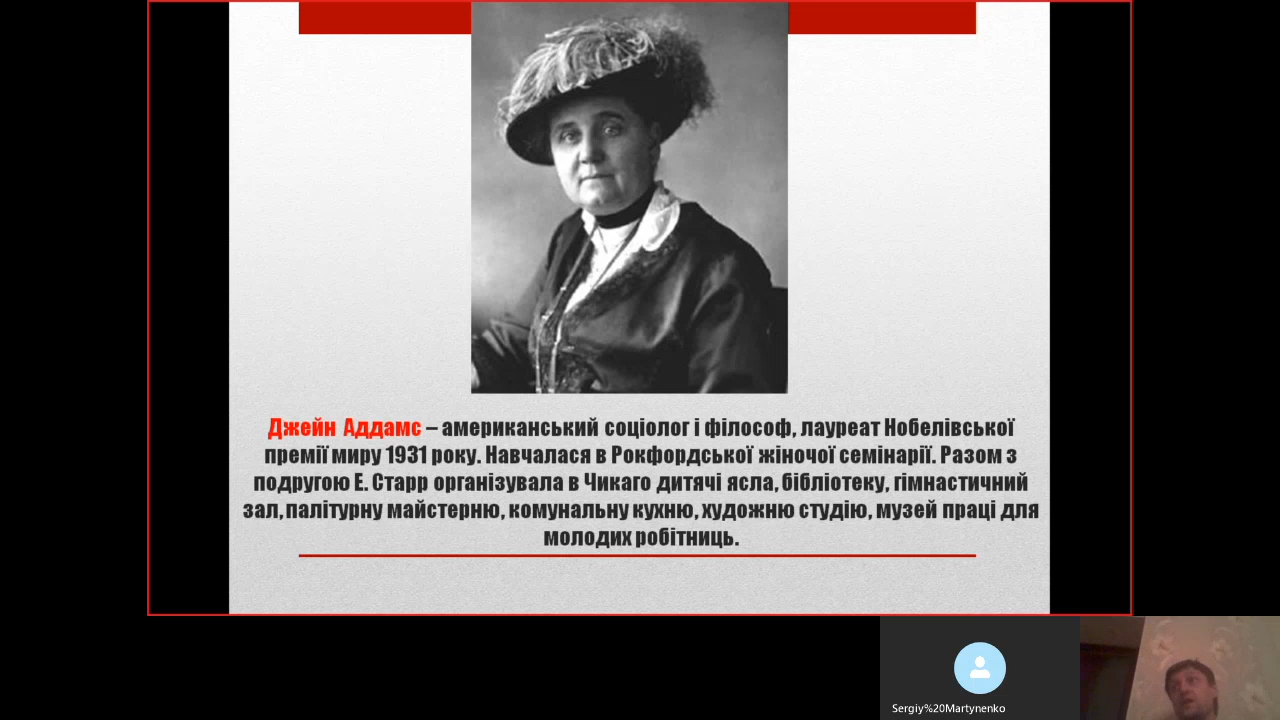 Джейн Аддамс – американський соціолог і філософ, лауреат Нобелівської
премії миру 1931 року. Навчалася в Рокфордської жіночої семінарії. Разом з
подругою Е. Старр організувала в Чикаго дитячі ясла, бібліотеку, гімнастичний
зал, палітурну майстерню, комунальну кухню, художню студію, музей праці для
молодих робітниць.
Sergiy%20Martynenko